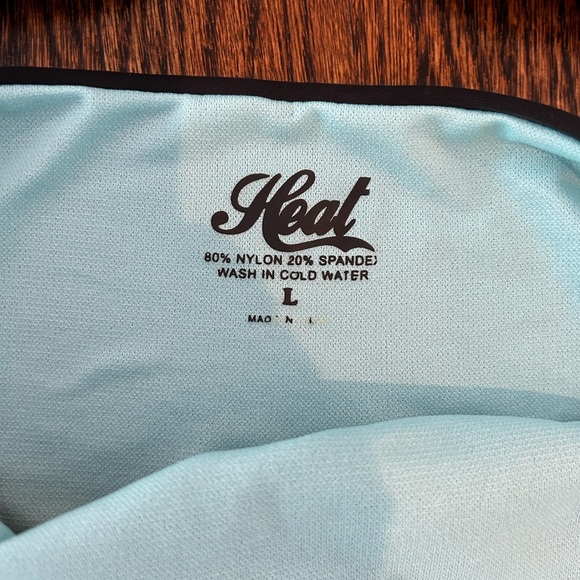 Heat
80% NYLON 20% SPANDEX
WASH IN COLD WATER
L